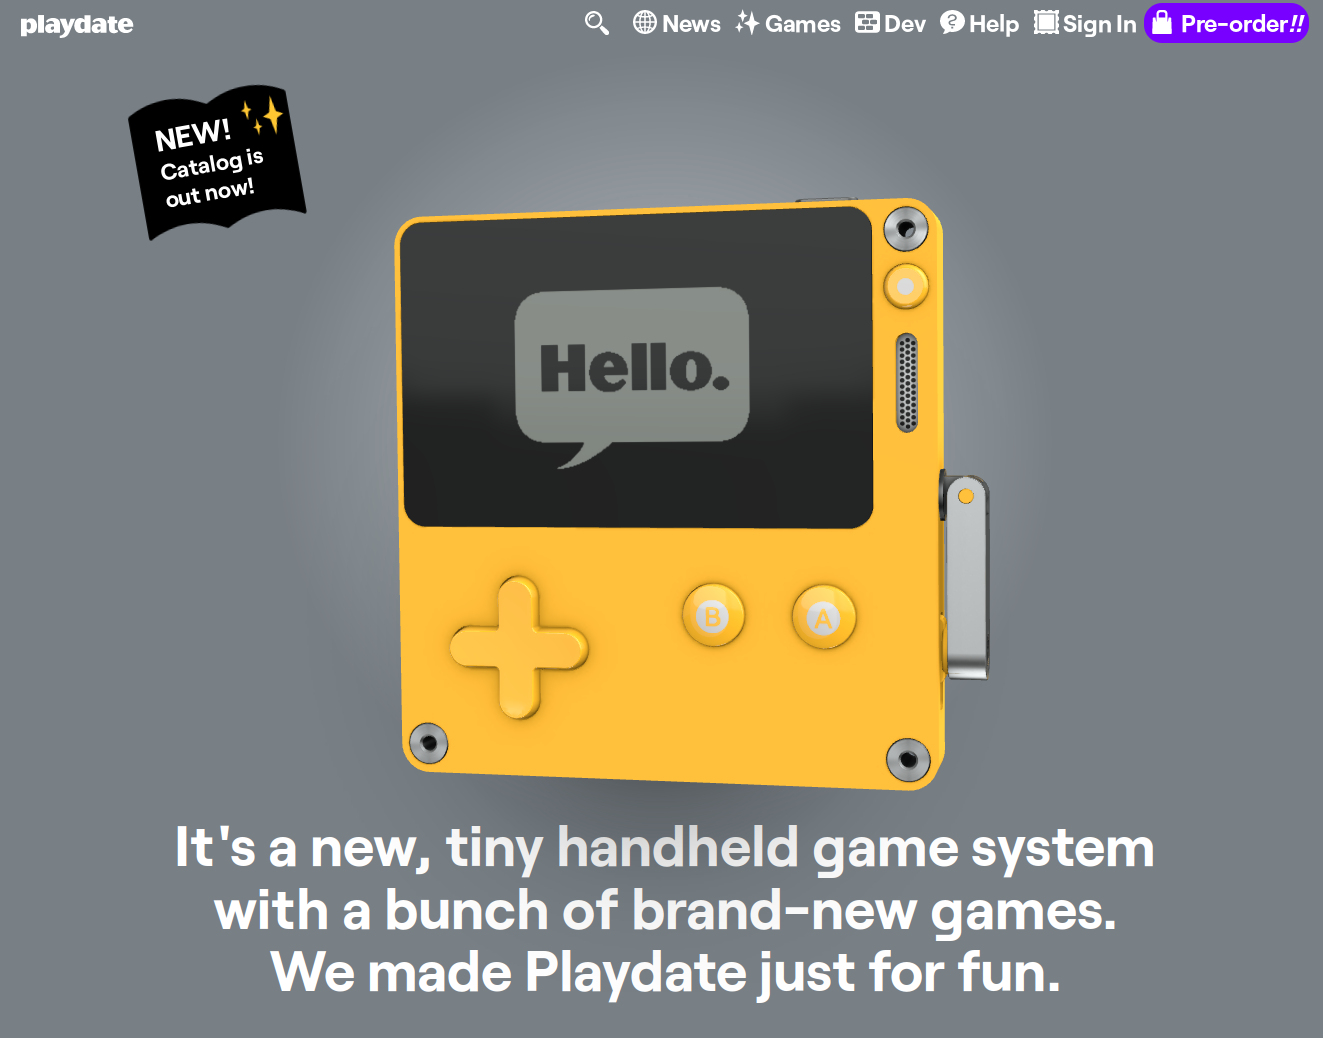 playdate
News
Games
Dev
Help
Sign In
Pre-order!!
NEW!
Catalog is
out now!
Hello.
B
A
It's a new, tiny handheld game system
with a bunch of brand-new games.
We made Playdate just for fun.